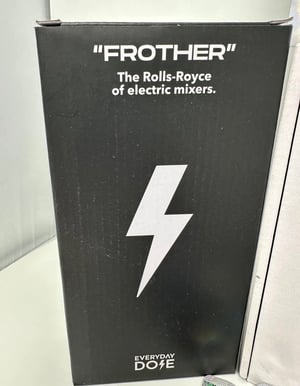 "FROTHER"
The Rolls-Royce
of electric mixers.
EVERYDAY
DOSE